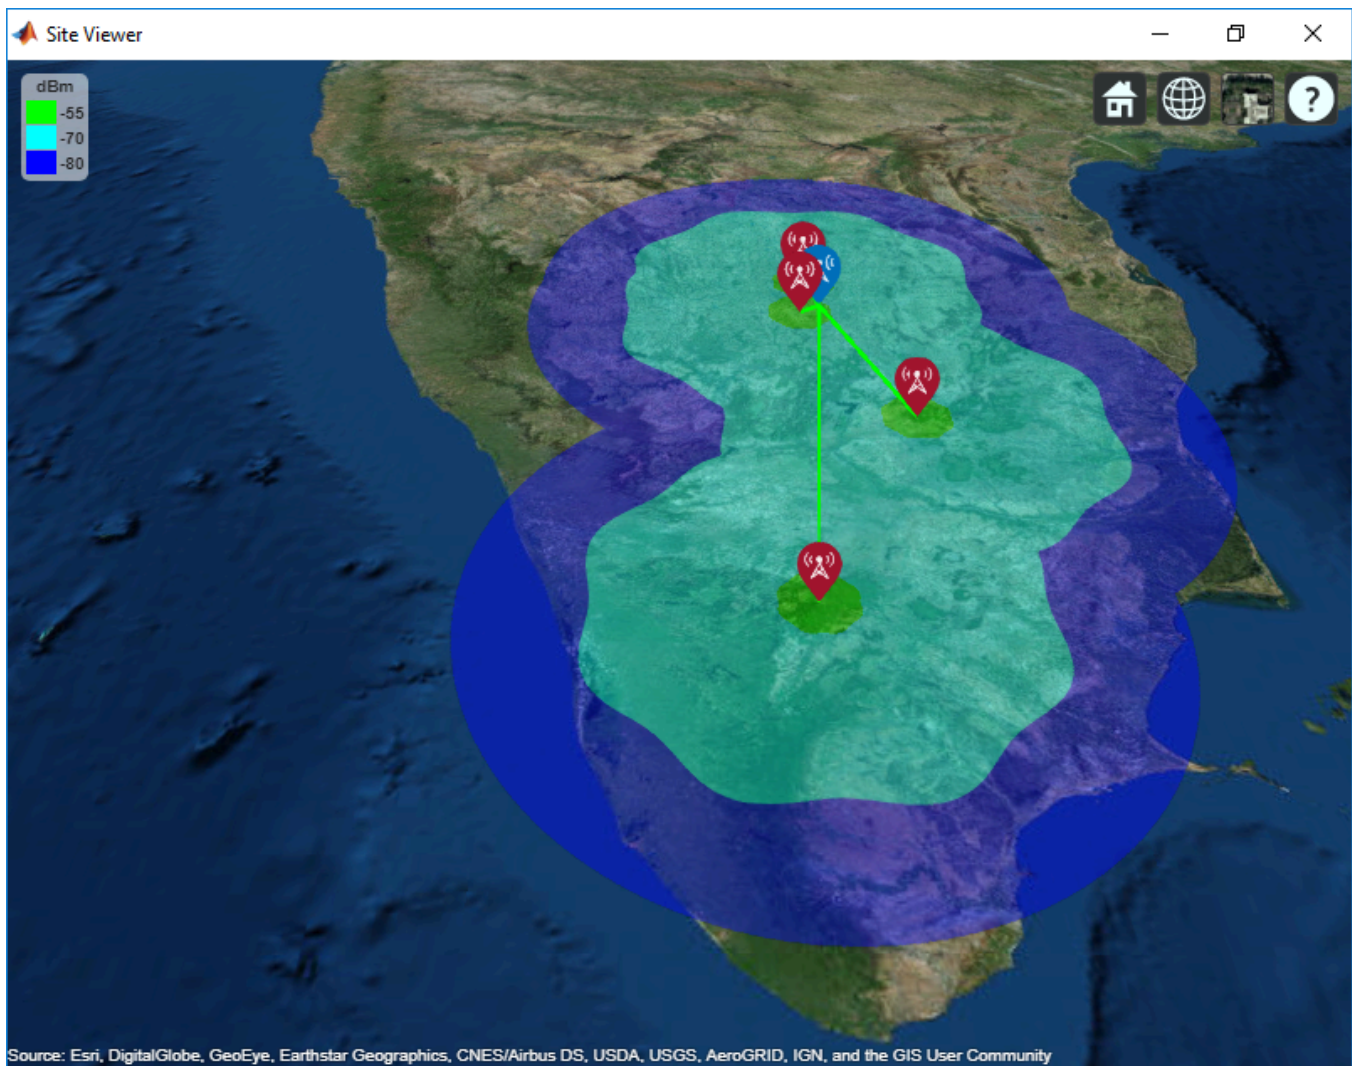 Site Viewer
dBm
-55
-70
-80
?
Source: Esri, DigitalGlobe, GeoEye, Earthstar Geographics, CNES/Airbus DS, USDA, USGS, AeroGRID, IGN, and the GIS User Community